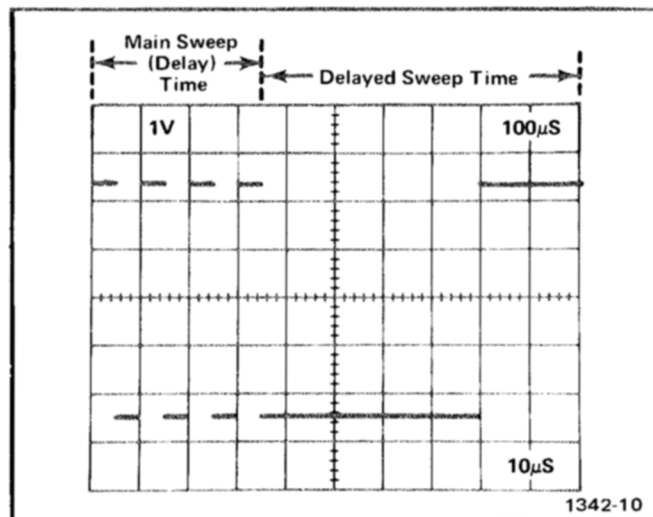 Main Sweep
(Delay)
Time
Delayed Sweep Time
1V
100μS
10μS
1342-10